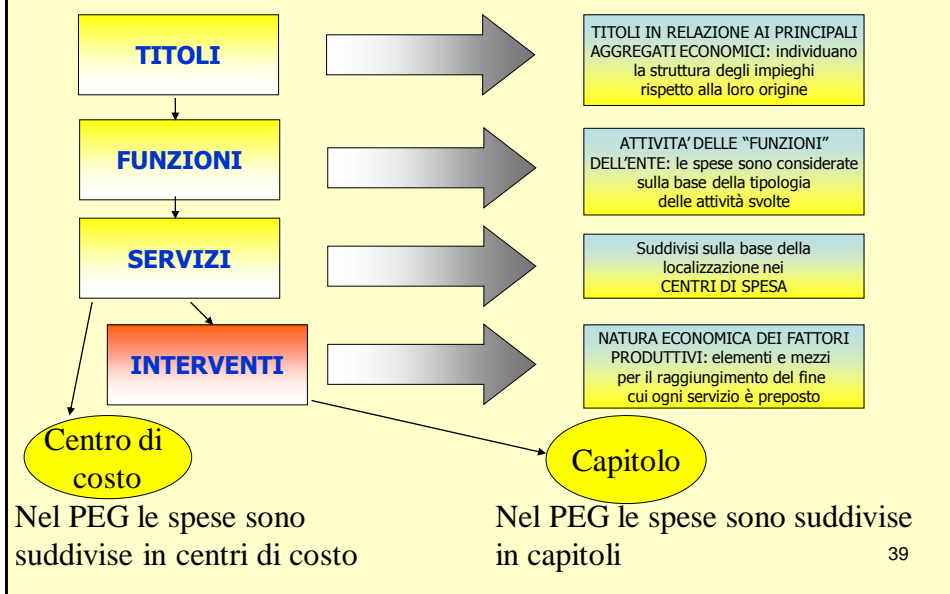 TITOLI
TITOLI IN RELAZIONE AI PRINCIPALI
AGGREGATI ECONOMICI: individuano
la struttura degli impieghi
rispetto alla loro origine
FUNZIONI
ATTIVITA' DELLE "FUNZIONI"
DELL'ENTE: le spese sono considerate
sulla base della tipologia
delle attività svolte
SERVIZI
Suddivisi sulla base della
localizzazione nei
CENTRI DI SPESA
INTERVENTI
NATURA ECONOMICA DEI FATTORI
PRODUTTIVI: elementi e mezzi
per il raggiungimento del fine
cui ogni servizio è preposto
Centro di
costo
Capitolo
Nel PEG le spese sono
suddivise in centri di costo
Nel PEG le spese sono suddivise
in capitoli
39